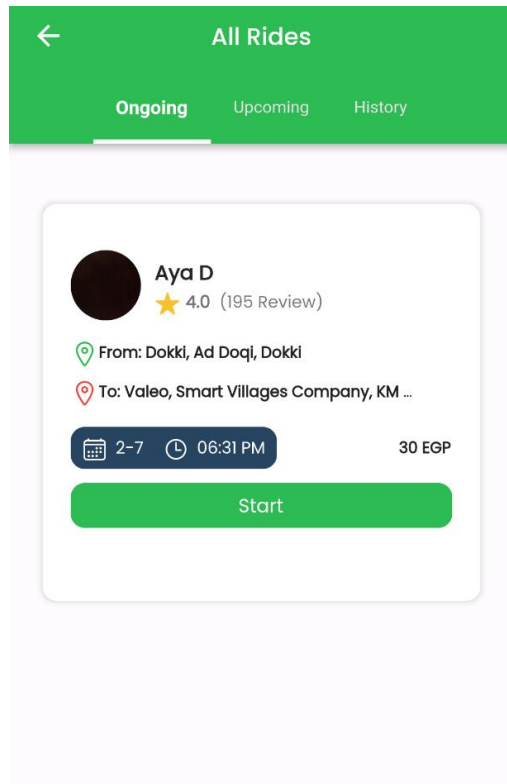 All Rides
Ongoing Upcoming History
Aya D
4.0 (195 Review)
From: Dokki, Ad Doqi, Dokki
To: Valeo, Smart Villages Company, KM ...
2-7 06:31 PM 30 EGP
Start